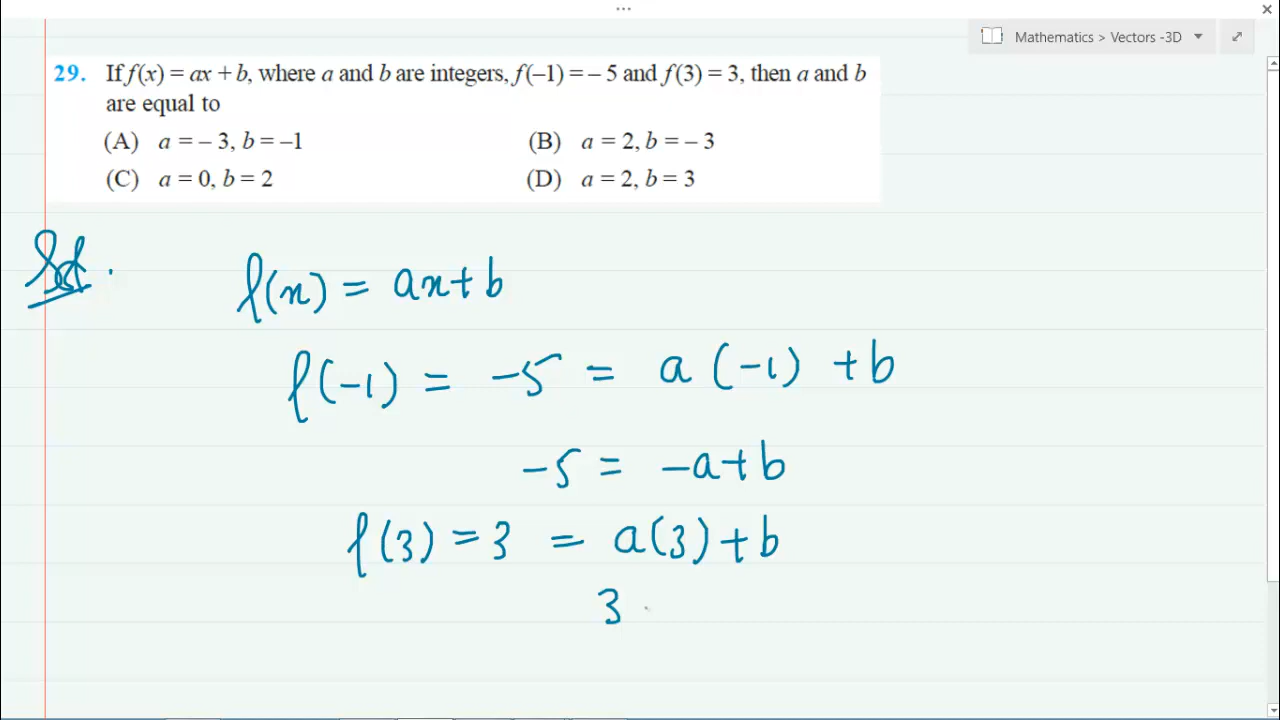 Mathematics > Vectors -3D
29. If f(x) = ax + b, where a and b are integers, f(–1) = – 5 and f(3) = 3, then a and b
are equal to
(A) a = – 3, b = –1 (B) a = 2, b = – 3
(C) a = 0, b = 2 (D) a = 2, b = 3
Sol.
f(x) = ax+b
f(-1) = -5 = a(-1) +b
-5 = -a+b
f(3) = 3 = a(3)+b
3